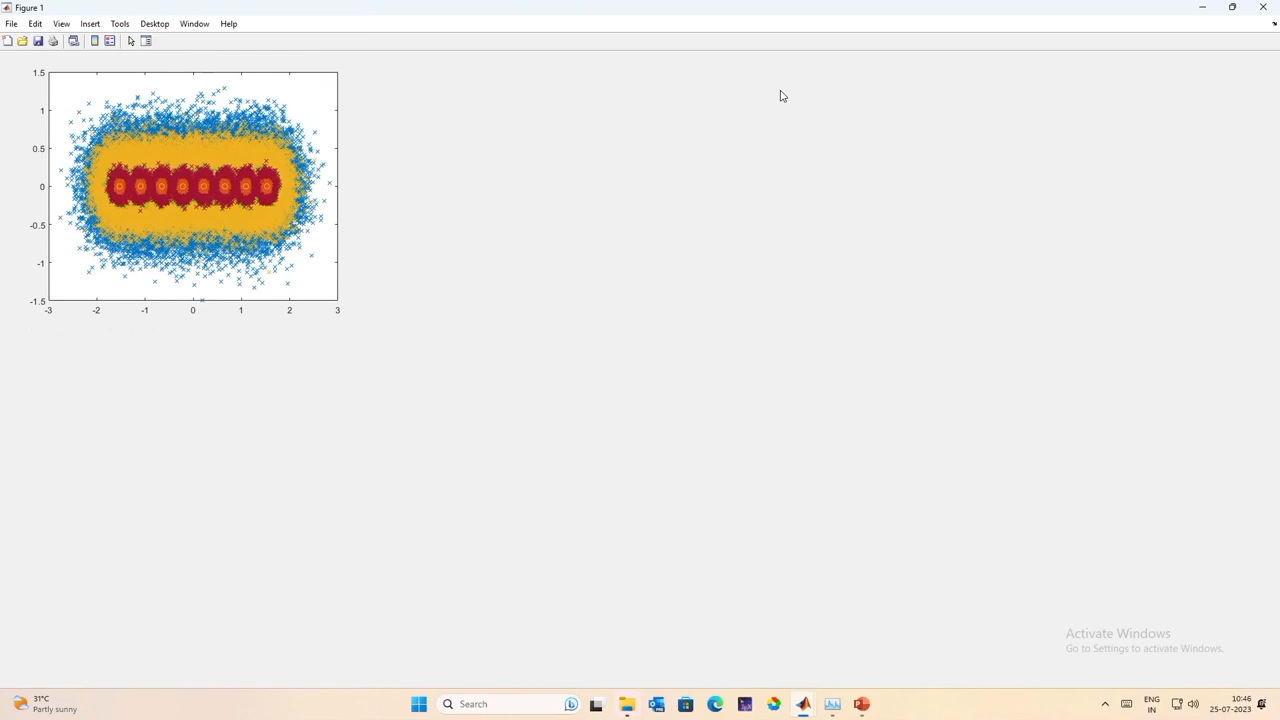 Figure 1
File Edit View Insert Tools Desktop Window Help
1.5
1
0.5
0
-0.5
-1
-1.5
-3 -2 -1 0 1 2 3
Activate Windows
Go to Settings to activate Windows.
31°C
Partly sunny
Search
ENG
IN
10:46
25-07-2023